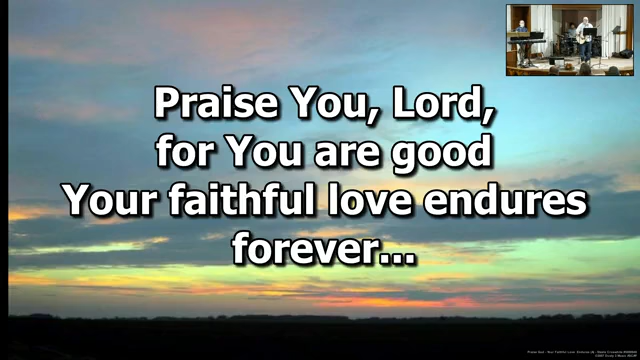 Praise You, Lord,
for You are good
Your faithful love endures
forever...